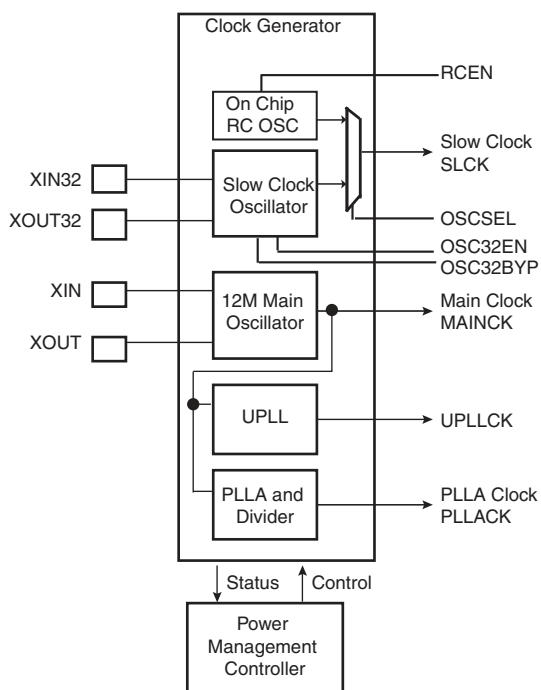 Clock Generator
RCEN
On Chip
RC OSC
Slow Clock
SLCK
XIN32
Slow Clock
Oscillator
XOUT32
OSCSEL
OSC32EN
OSC32BYP
XIN
12M Main
Oscillator
Main Clock
MAINCK
XOUT
UPLL
UPLLCK
PLLA and
Divider
PLLA Clock
PLLACK
Status
Control
Power
Management
Controller